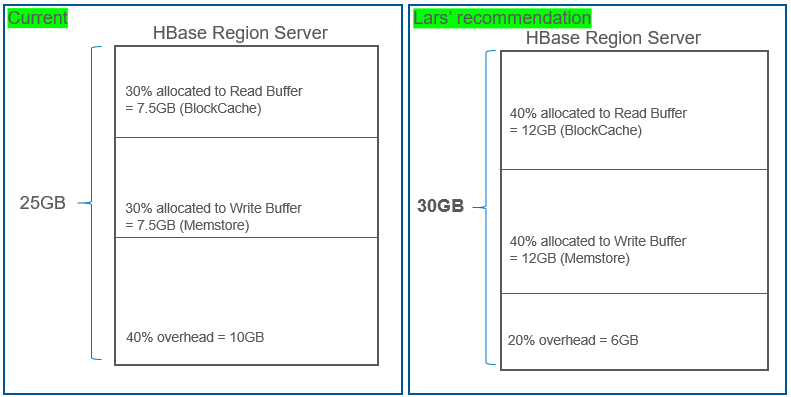 Current
HBase Region Server
30% allocated to Read Buffer
= 7.5GB (BlockCache)
25GB
30% allocated to Write Buffer
= 7.5GB (Memstore)
40% overhead = 10GB
Lars’ recommendation
HBase Region Server
40% allocated to Read Buffer
= 12GB (BlockCache)
30GB
40% allocated to Write Buffer
= 12GB (Memstore)
20% overhead = 6GB